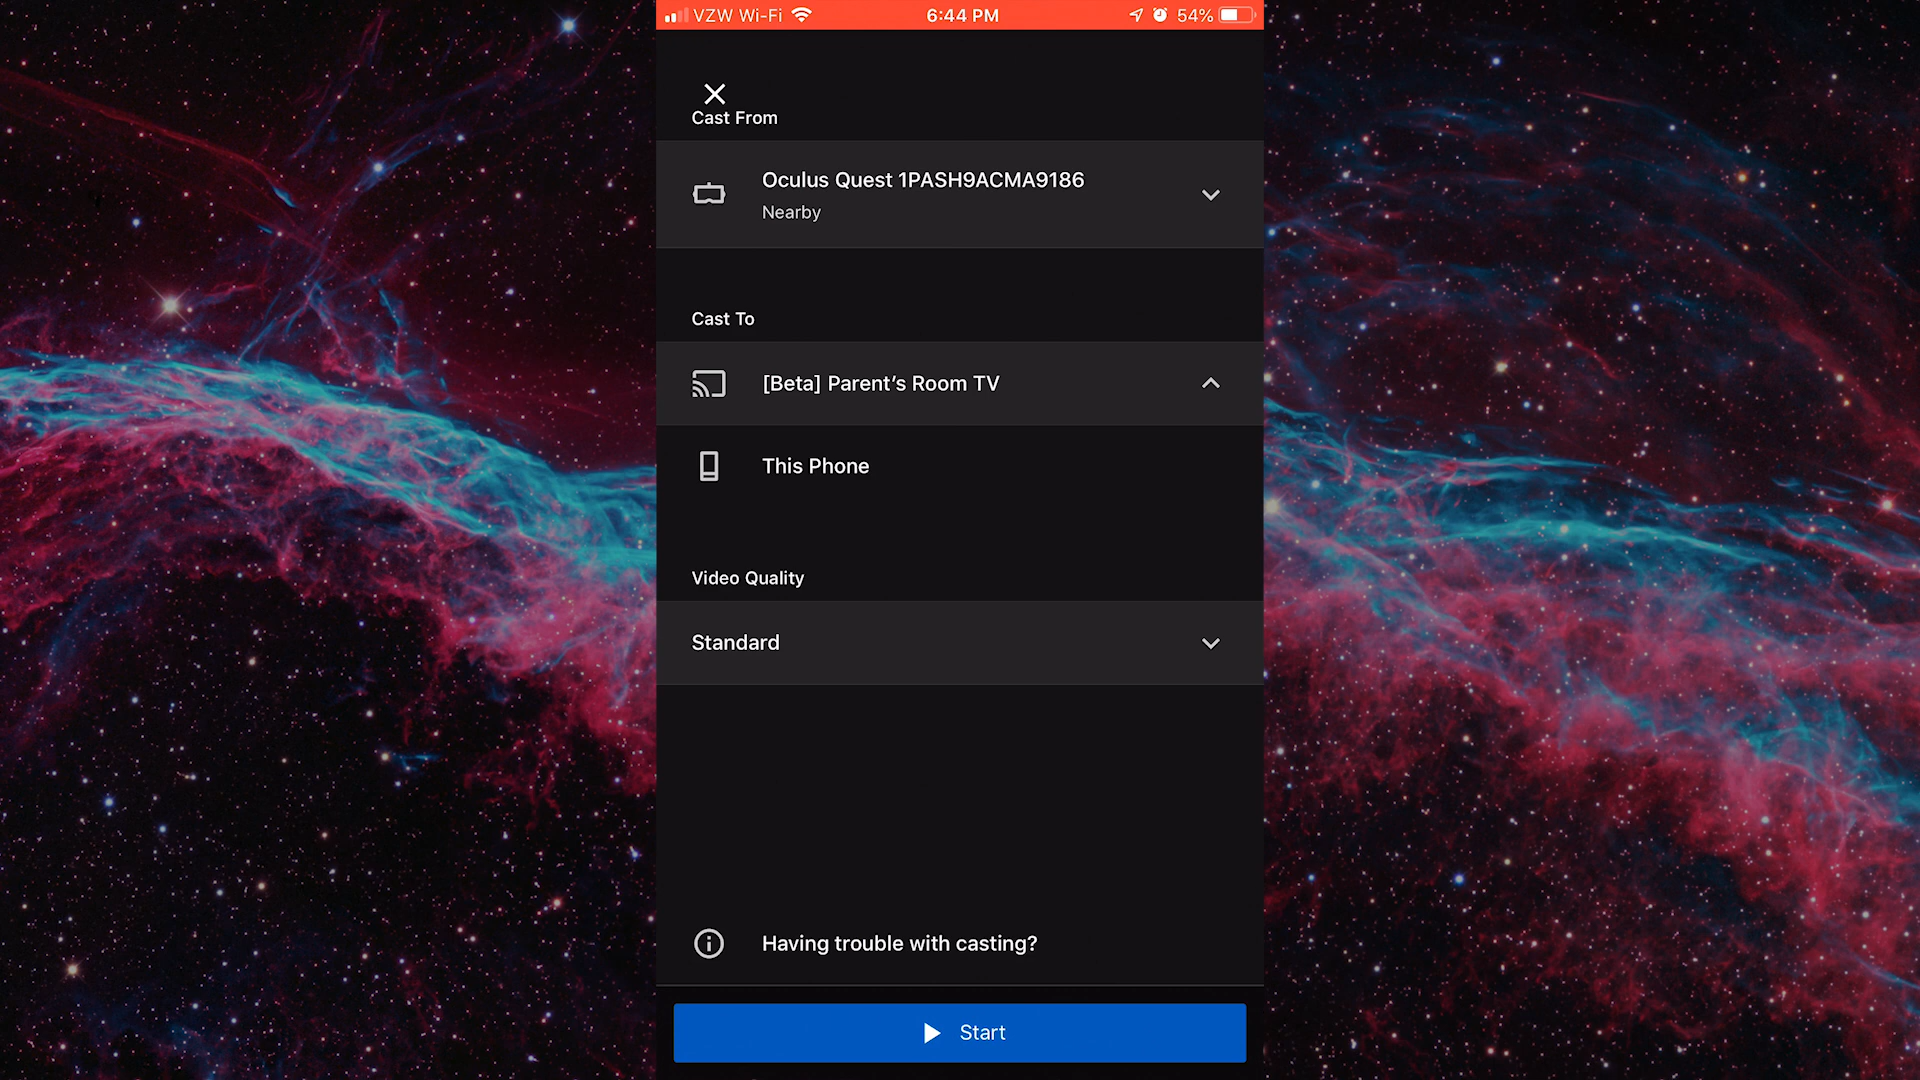 VZW Wi-Fi 6:44 PM 54%
Cast From
Oculus Quest 1PASH9ACMA9186
Nearby
Cast To
[Beta] Parent’s Room TV
This Phone
Video Quality
Standard
Having trouble with casting?
Start